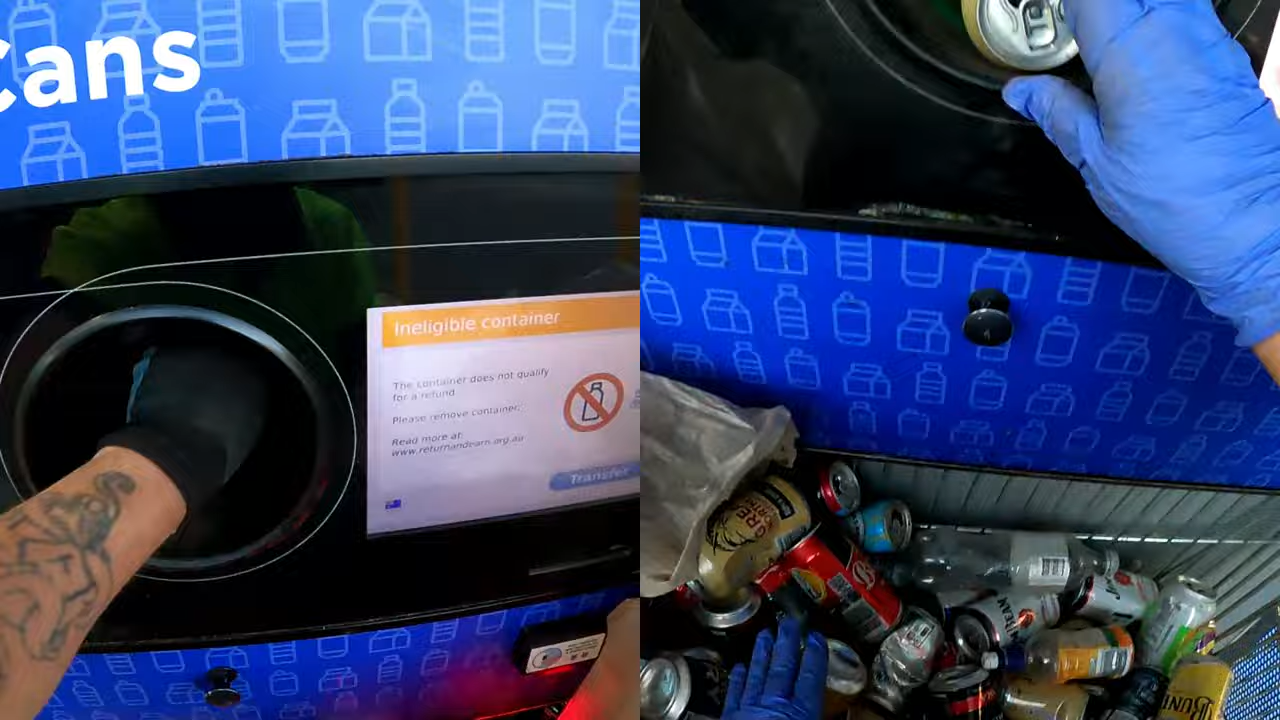 Cans
Ineligible container
The container does not qualify
for a refund.
Please remove container.
Read more at:
www.returnandearn.org.au
Transfer